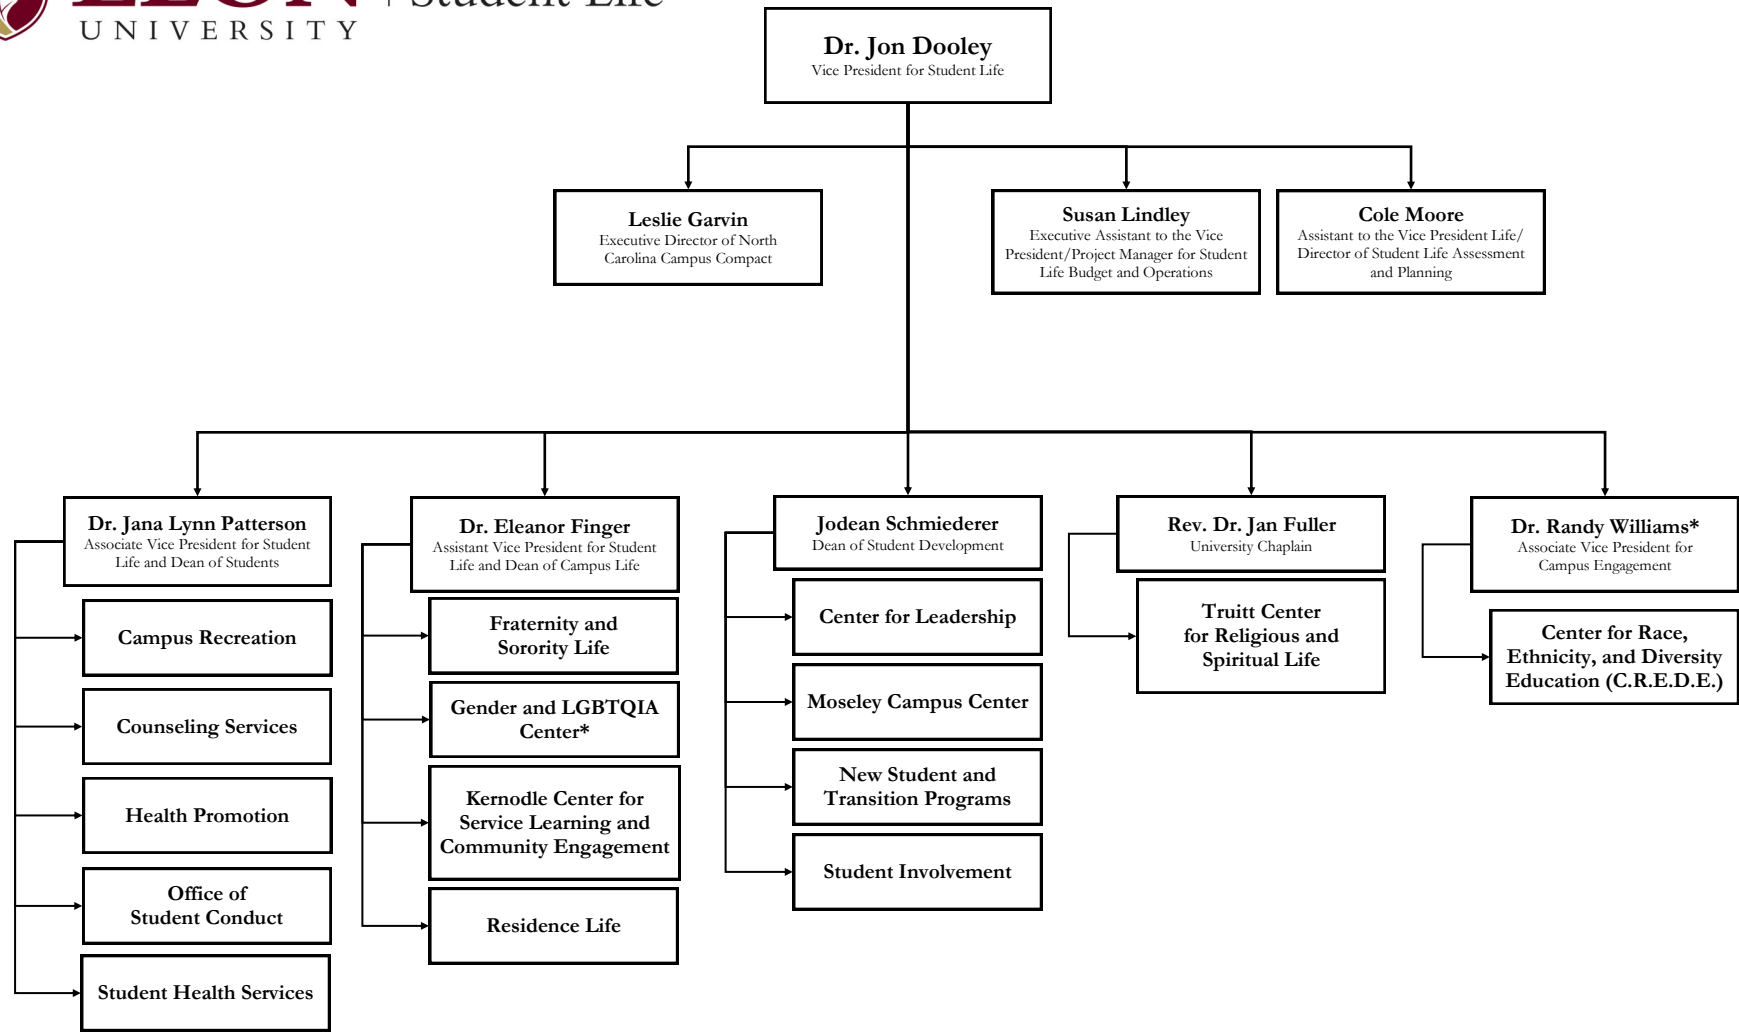 ELON | Student Life
UNIVERSITY
Dr. Jon Dooley
Vice President for Student Life
Leslie Garvin
Executive Director of North
Carolina Campus Compact
Susan Lindley
Executive Assistant to the Vice
President/Project Manager for Student
Life Budget and Operations
Cole Moore
Assistant to the Vice President Life/
Director of Student Life Assessment
and Planning
Dr. Jana Lynn Patterson
Associate Vice President for Student
Life and Dean of Students
Campus Recreation
Counseling Services
Health Promotion
Office of
Student Conduct
Student Health Services
Dr. Eleanor Finger
Assistant Vice President for Student
Life and Dean of Campus Life
Fraternity and
Sorority Life
Gender and LGBTQIA
Center*
Kernodle Center for
Service Learning and
Community Engagement
Residence Life
Jodean Schmiederer
Dean of Student Development
Center for Leadership
Moseley Campus Center
New Student and
Transition Programs
Student Involvement
Rev. Dr. Jan Fuller
University Chaplain
Truitt Center
for Religious and
Spiritual Life
Dr. Randy Williams*
Associate Vice President for
Campus Engagement
Center for Race,
Ethnicity, and Diversity
Education (C.R.E.D.E.)